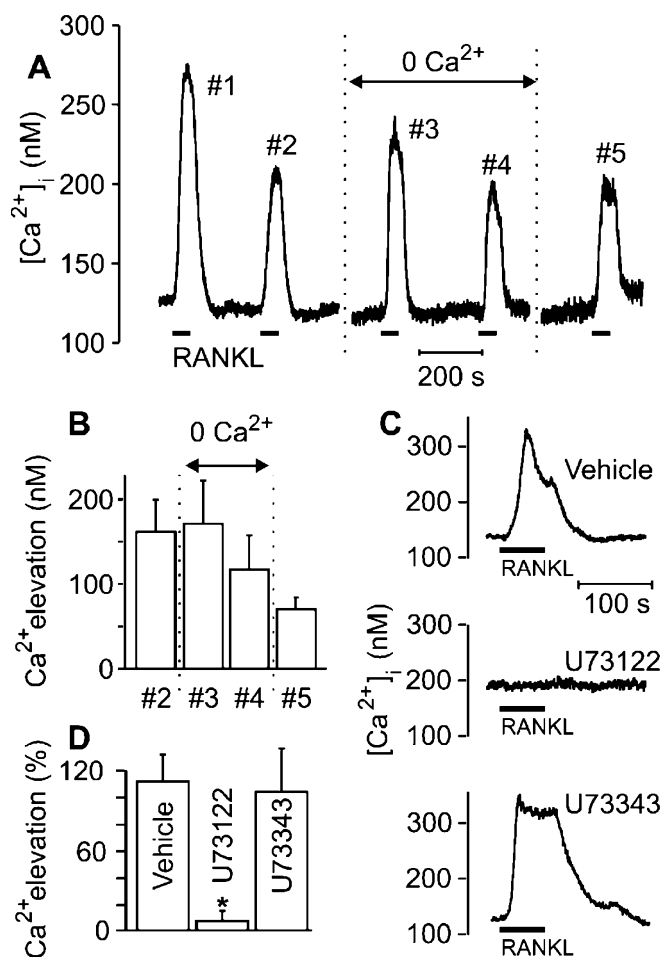 A
[Ca²⁺]ᵢ (nM)
300
250
200
150
100
0 Ca²⁺
#1
#2
#3
#4
#5
RANKL
200 s
B
0 Ca²⁺
Ca²⁺ elevation (nM)
200
100
0
#2 #3 #4 #5
C
[Ca²⁺]ᵢ (nM)
300
200
100
Vehicle
RANKL
100 s
300
200
100
U73122
RANKL
300
200
100
U73343
RANKL
D
Ca²⁺ elevation (%)
120
60
0
Vehicle
U73122
*
U73343